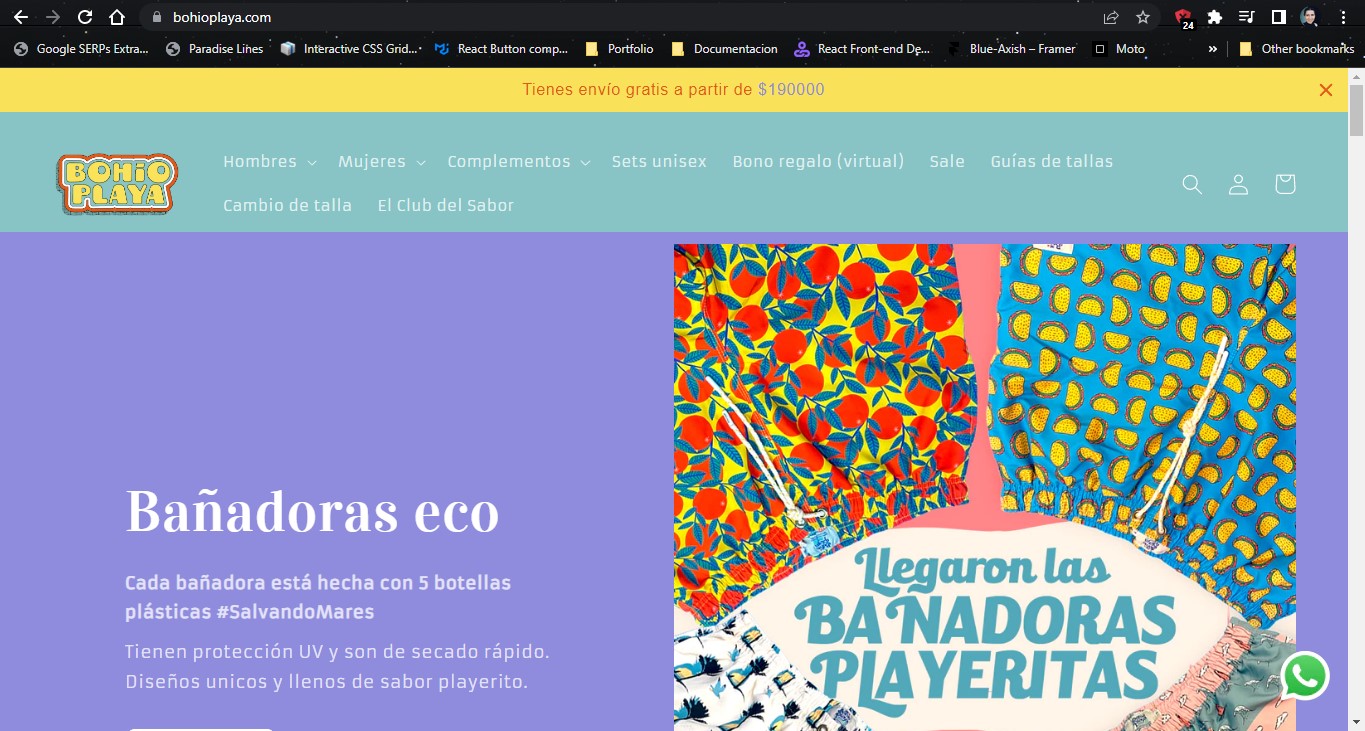 bohioplaya.com
24
Google SERPs Extra...
Paradise Lines
Interactive CSS Grid...
React Button comp...
Portfolio
Documentacion
React Front-end De...
Blue-Axish – Framer
Moto
»
Other bookmarks
Tienes envío gratis a partir de $190000
BOHÍO
PLAYA
Hombres
Mujeres
Complementos
Sets unisex
Bono regalo (virtual)
Sale
Guías de tallas
Cambio de talla
El Club del Sabor
Bañadoras eco
Cada bañadora está hecha con 5 botellas
plásticas #SalvandoMares
Tienen protección UV y son de secado rápido.
Diseños unicos y llenos de sabor playerito.
Llegaron las
BAÑADORAS
PLAYERITAS